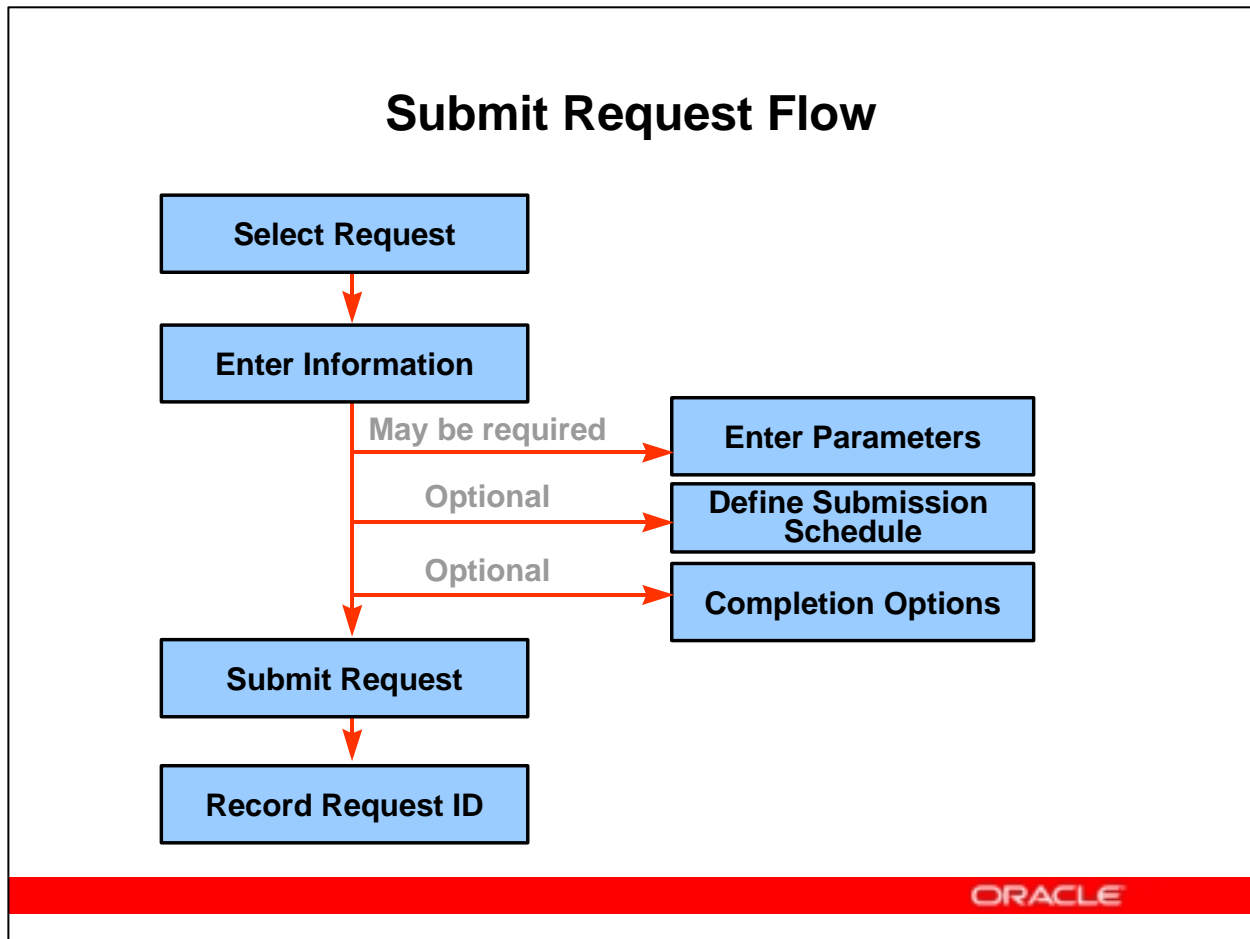 Submit Request Flow
Select Request
Enter Information
May be required
Enter Parameters
Optional
Define Submission
Schedule
Optional
Completion Options
Submit Request
Record Request ID
ORACLE